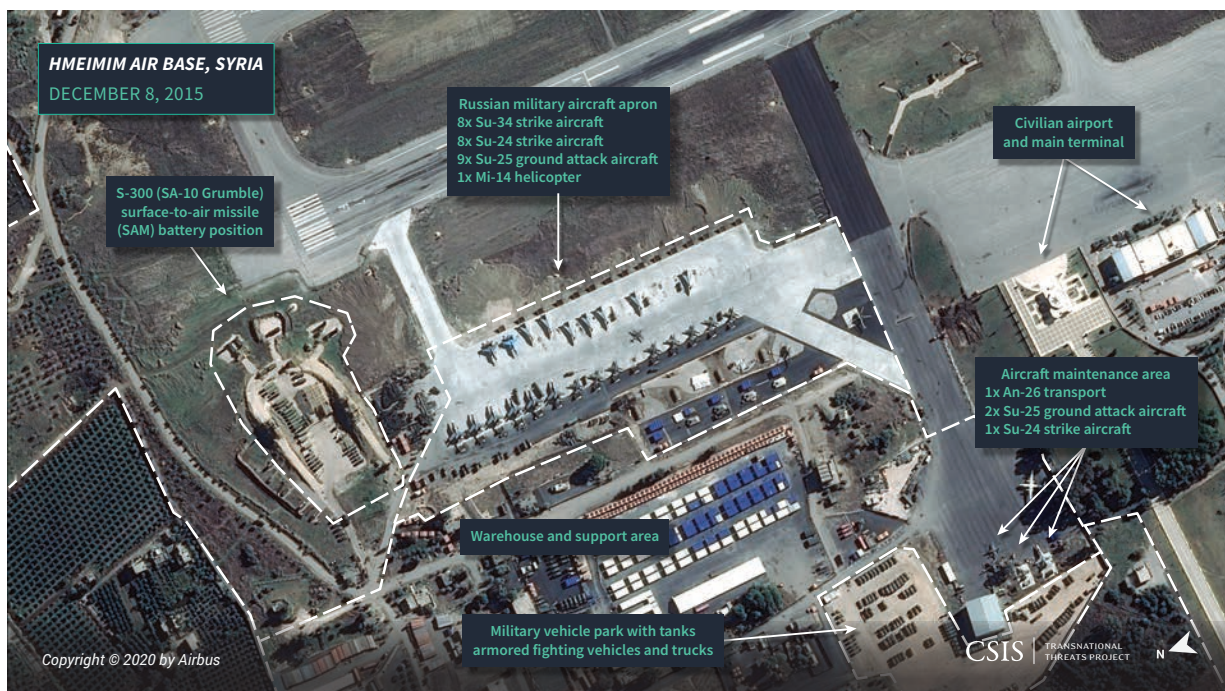 HMEIMIM AIR BASE, SYRIA
DECEMBER 8, 2015
Russian military aircraft apron
8x Su-34 strike aircraft
8x Su-24 strike aircraft
9x Su-25 ground attack aircraft
1x Mi-14 helicopter
Civilian airport
and main terminal
S-300 (SA-10 Grumble)
surface-to-air missile
(SAM) battery position
Aircraft maintenance area
1x An-26 transport
2x Su-25 ground attack aircraft
1x Su-24 strike aircraft
Warehouse and support area
Military vehicle park with tanks
armored fighting vehicles and trucks
Copyright © 2020 by Airbus
CSIS
TRANSNATIONAL
THREATS PROJECT
N